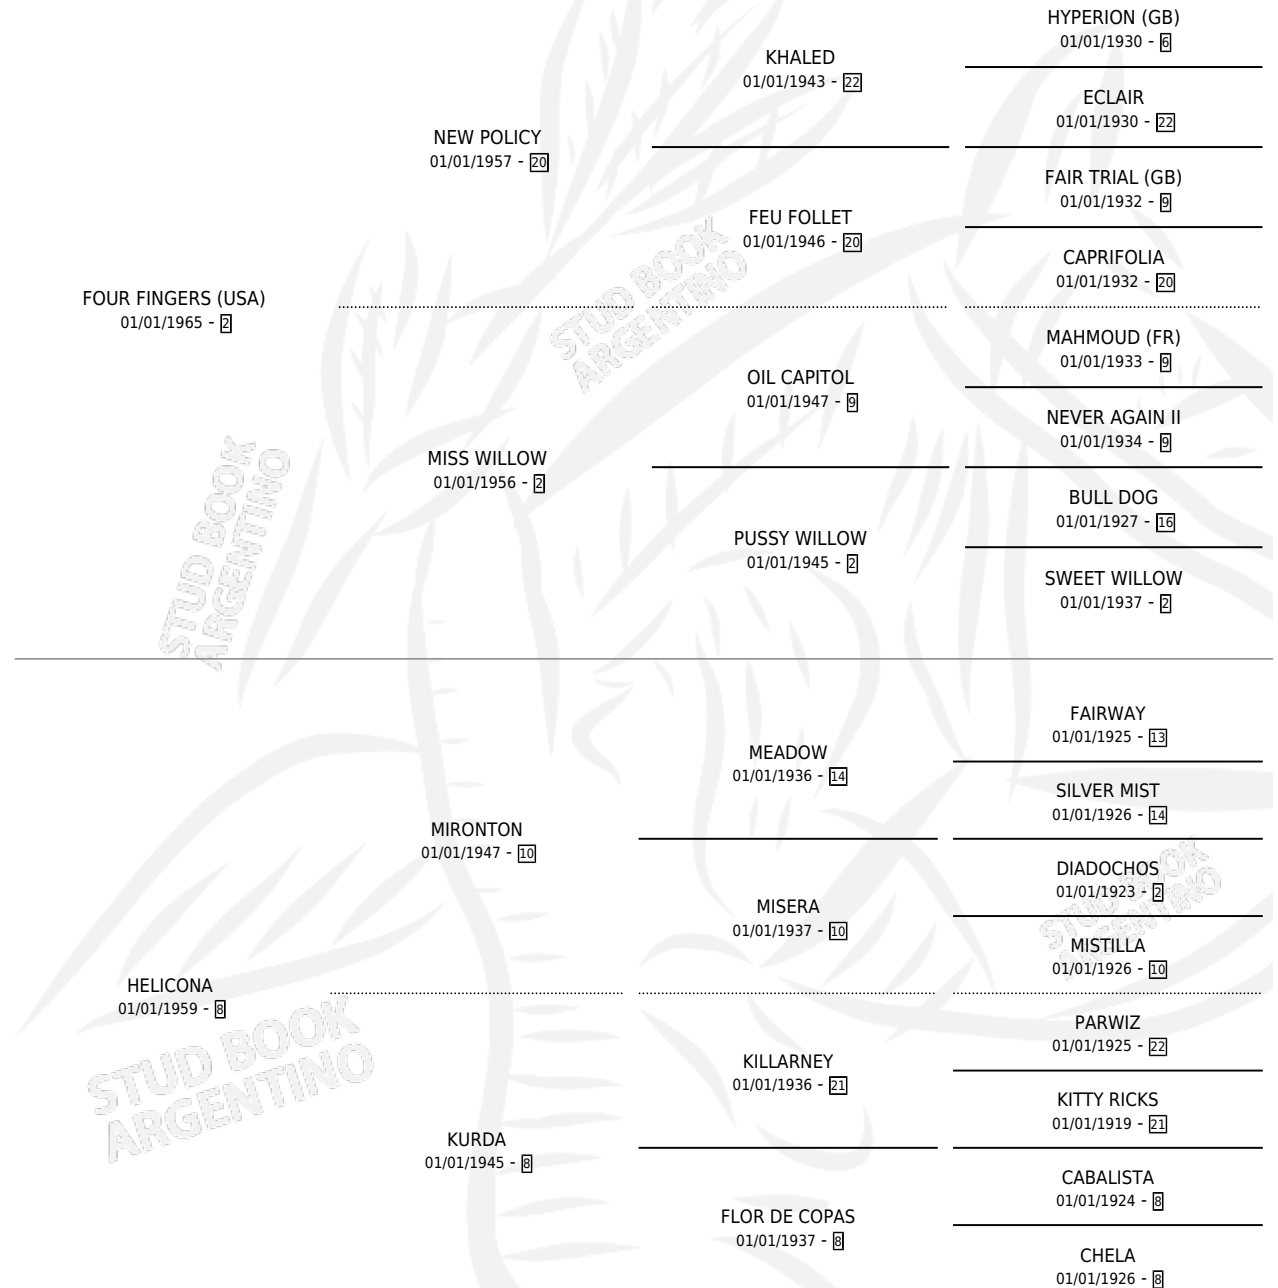 HYPERION (GB)
01/01/1930 - 6
KHALED
01/01/1943 - 22
ECLAIR
01/01/1930 - 22
NEW POLICY
01/01/1957 - 20
FAIR TRIAL (GB)
01/01/1932 - 9
FEU FOLLET
01/01/1946 - 20
CAPRIFOLIA
01/01/1932 - 20
FOUR FINGERS (USA)
01/01/1965 - 2
MAHMOUD (FR)
01/01/1933 - 9
OIL CAPITOL
01/01/1947 - 9
NEVER AGAIN II
01/01/1934 - 9
MISS WILLOW
01/01/1956 - 2
BULL DOG
01/01/1927 - 16
PUSSY WILLOW
01/01/1945 - 2
SWEET WILLOW
01/01/1937 - 2
FAIRWAY
01/01/1925 - 13
MEADOW
01/01/1936 - 14
SILVER MIST
01/01/1926 - 14
MIRONTON
01/01/1947 - 10
DIADOCHOS
01/01/1923 - 2
MISERA
01/01/1937 - 10
MISTILLA
01/01/1926 - 10
HELICONA
01/01/1959 - 8
PARWIZ
01/01/1925 - 22
KILLARNEY
01/01/1936 - 21
KITTY RICKS
01/01/1919 - 21
KURDA
01/01/1945 - 8
CABALISTA
01/01/1924 - 8
FLOR DE COPAS
01/01/1937 - 8
CHELA
01/01/1926 - 8
STUD BOOK
ARGENTINO
STUD BOOK
ARGENTINO
STUD BOOK
ARGENTINO
STUD BOOK
ARGENTINO